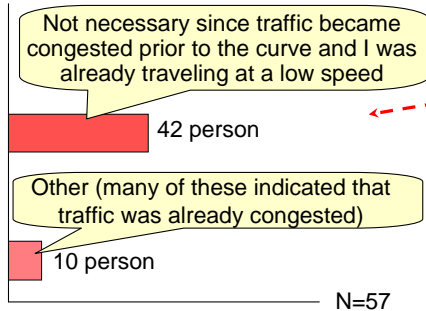 Not necessary since traffic became
congested prior to the curve and I was
already traveling at a low speed
42 person
Other (many of these indicated that
traffic was already congested)
10 person
N=57